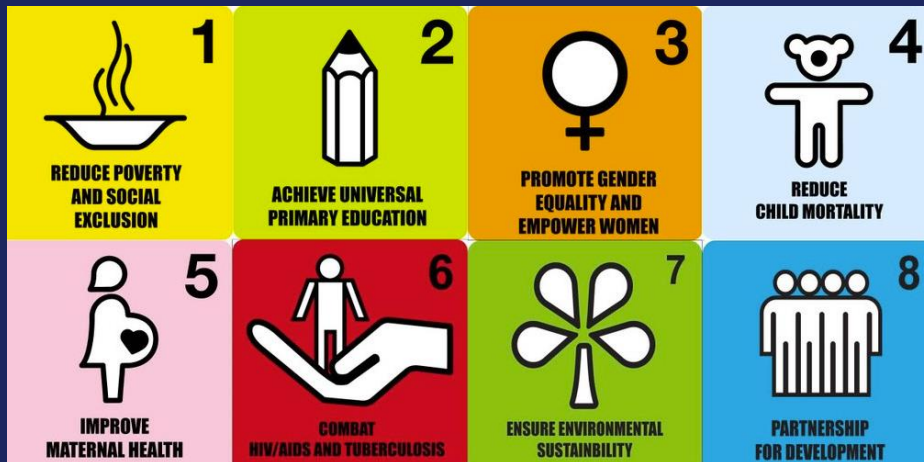 1
REDUCE POVERTY
AND SOCIAL
EXCLUSION
2
ACHIEVE UNIVERSAL
PRIMARY EDUCATION
3
PROMOTE GENDER
EQUALITY AND
EMPOWER WOMEN
4
REDUCE
CHILD MORTALITY
5
IMPROVE
MATERNAL HEALTH
6
COMBAT
HIV/AIDS AND TUBERCULOSIS
7
ENSURE ENVIRONMENTAL
SUSTAINBILITY
8
PARTNERSHIP
FOR DEVELOPMENT